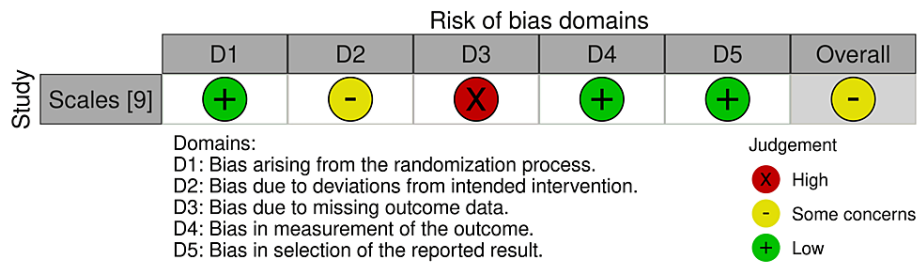 Risk of bias domains
D1 D2 D3 D4 D5 Overall
Study
Scales [9] + - X + + -
Domains:
D1: Bias arising from the randomization process.
D2: Bias due to deviations from intended intervention.
D3: Bias due to missing outcome data.
D4: Bias in measurement of the outcome.
D5: Bias in selection of the reported result.
Judgement
X High
- Some concerns
+ Low